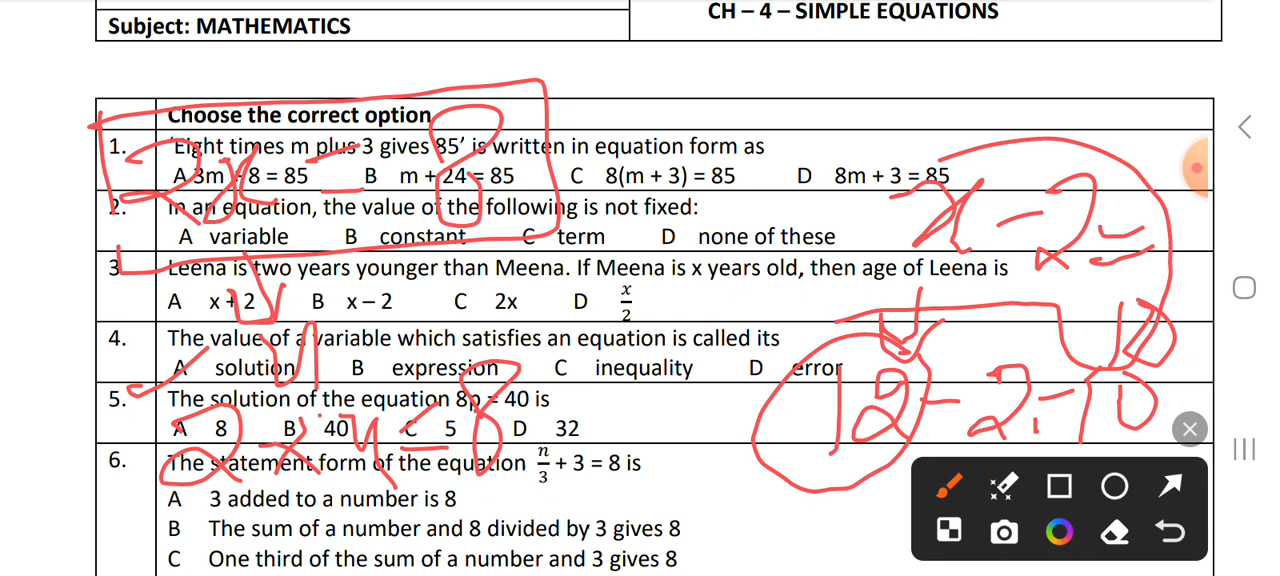 CH – 4 – SIMPLE EQUATIONS
Subject: MATHEMATICS
Choose the correct option
1. 'Eight times m plus 3 gives 85' is written in equation form as
A 3m + 8 = 85 B m + 24 = 85 C 8(m + 3) = 85 D 8m + 3 = 85
2. In an equation, the value of the following is not fixed:
A variable B constant C term D none of these
3. Leena is two years younger than Meena. If Meena is x years old, then age of Leena is
A x + 2 B x – 2 C 2x D x/2
4. The value of a variable which satisfies an equation is called its
A solution B expression C inequality D error
5. The solution of the equation 8p = 40 is
A 8 B 40 C 5 D 32
6. The statement form of the equation n/3 + 3 = 8 is
A 3 added to a number is 8
B The sum of a number and 8 divided by 3 gives 8
C One third of the sum of a number and 3 gives 8
x – 2 =
12 – 2 = 10
2 × 4 = 8